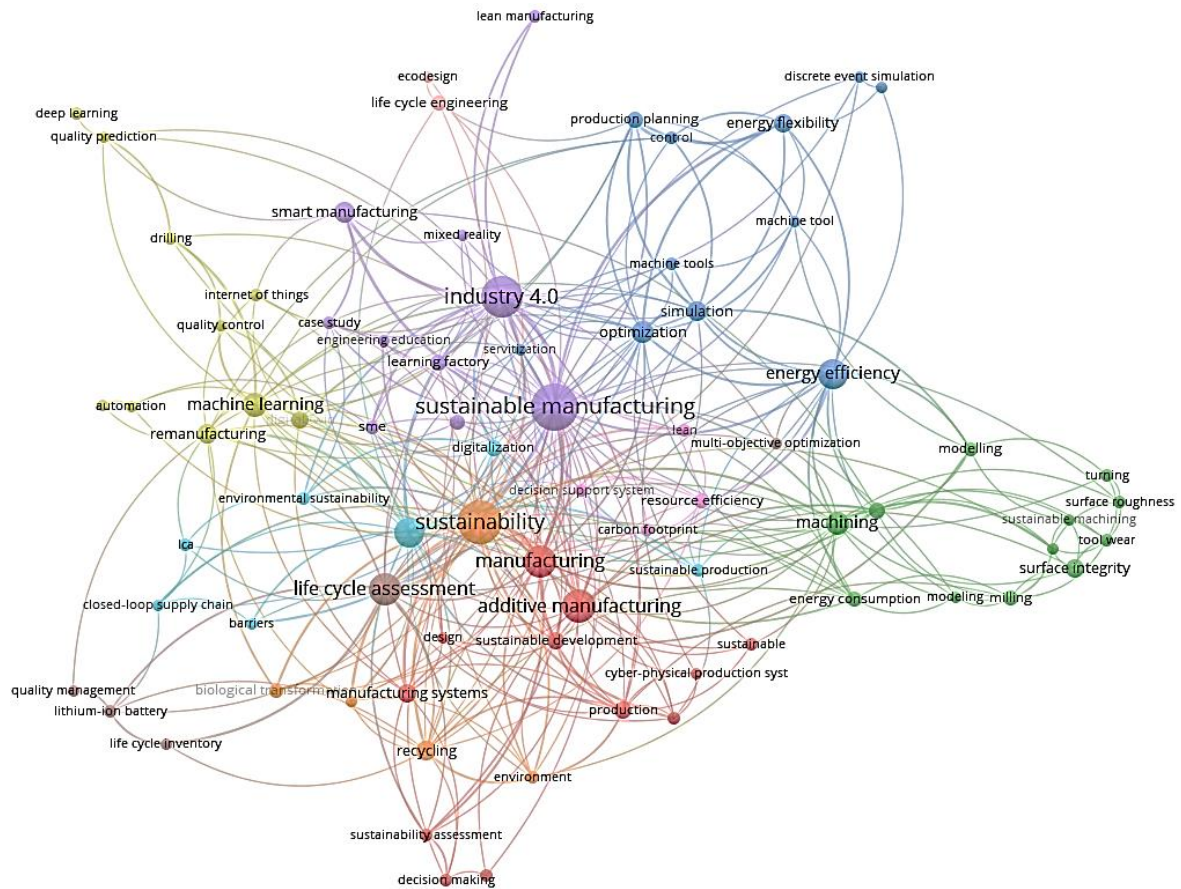 lean manufacturing
ecodesign
discrete event simulation
life cycle engineering
deep learning
production planning
energy flexibility
quality prediction
control
smart manufacturing
machine tool
mixed reality
drilling
machine tools
internet of things
industry 4.0
simulation
quality control
case study
optimization
engineering education
servitization
learning factory
energy efficiency
automation
machine learning
sustainable manufacturing
remanufacturing
sme
lean
multi-objective optimization
digitalization
modelling
turning
decision support system
environmental sustainability
resource efficiency
surface roughness
sustainability
machining
sustainable machining
carbon footprint
tool wear
lca
manufacturing
sustainable production
surface integrity
life cycle assessment
energy consumption
modeling
milling
closed-loop supply chain
additive manufacturing
barriers
design
sustainable development
sustainable
cyber-physical production syst
quality management
biological transformation
manufacturing systems
lithium-ion battery
production
life cycle inventory
recycling
environment
sustainability assessment
decision making